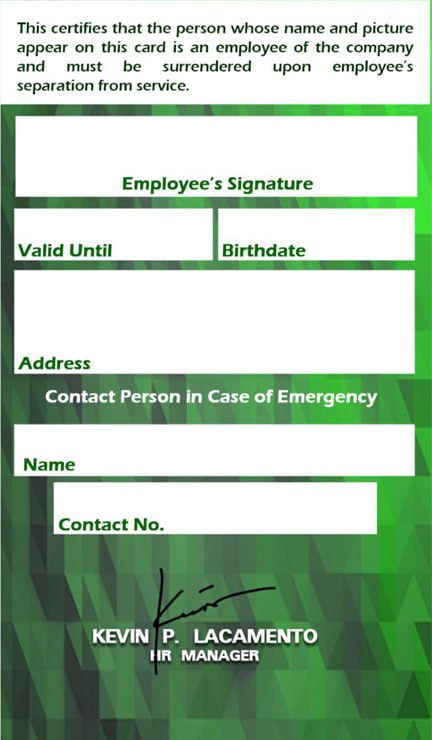 This certifies that the person whose name and picture
appear on this card is an employee of the company
and must be surrendered upon employee's
separation from service.
Employee's Signature
Valid Until
Birthdate
Address
Contact Person in Case of Emergency
Name
Contact No.
KEVIN P. LACAMENTO
HR MANAGER